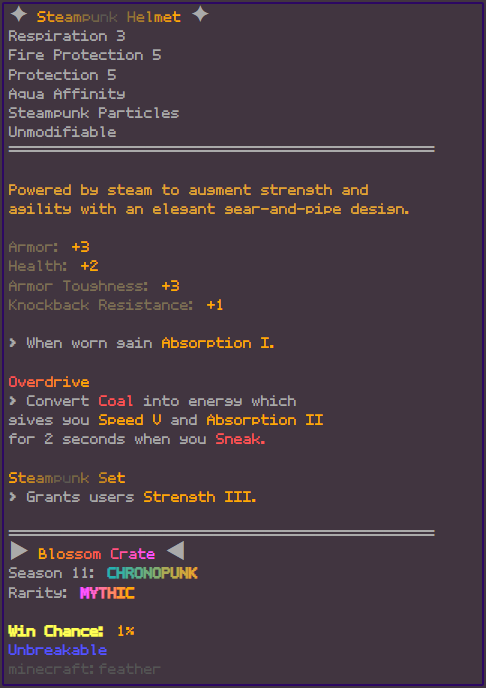 ✦ Steampunk Helmet ✦
Respiration 3
Fire Protection 5
Protection 5
Aqua Affinity
Steampunk Particles
Unmodifiable
Powered by steam to augment strength and
agility with an elegant gear-and-pipe design.
Armor: +3
Health: +2
Armor Toughness: +3
Knockback Resistance: +1
> When worn gain Absorption I.
Overdrive
> Convert Coal into energy which
gives you Speed V and Absorption II
for 2 seconds when you Sneak.
Steampunk Set
> Grants users Strength III.
▶ Blossom Crate ◀
Season 11: CHRONOPUNK
Rarity: MYTHIC
Win Chance: 1%
Unbreakable
minecraft:feather